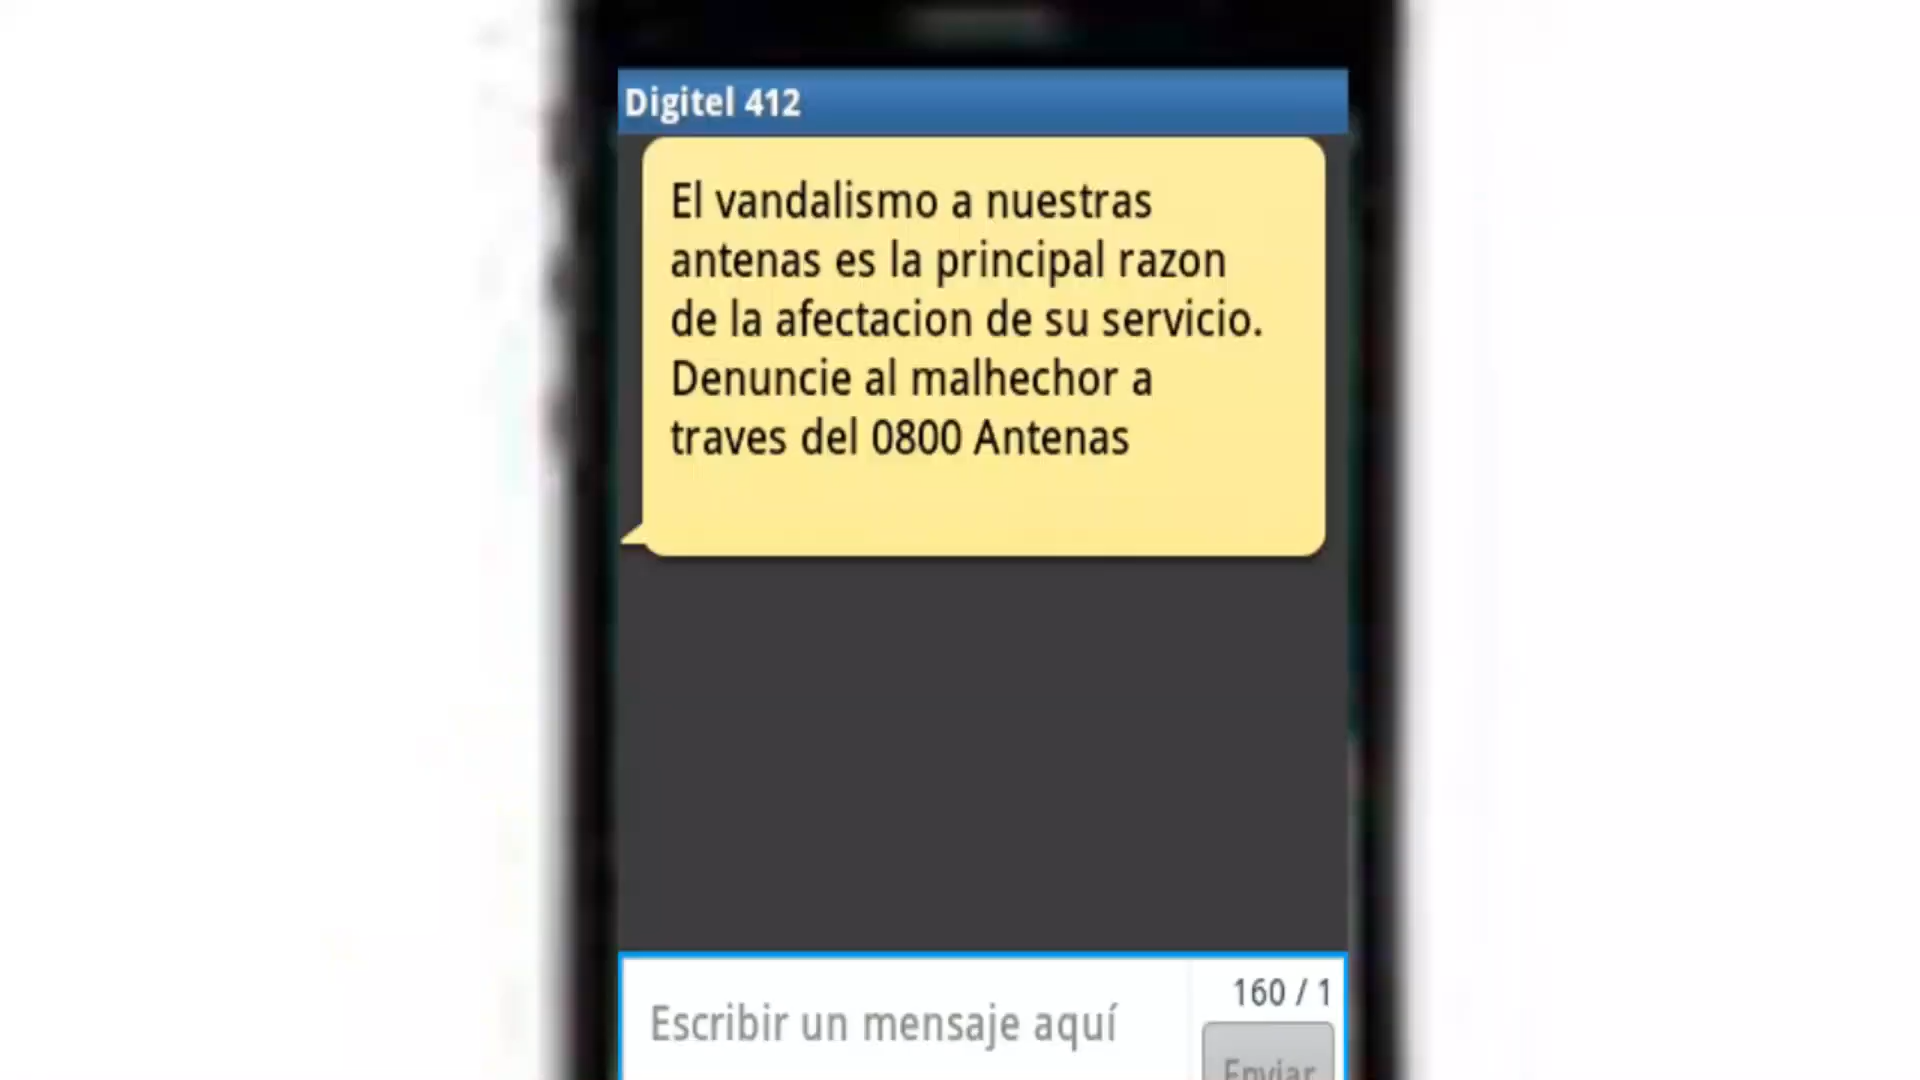 Digitel 412
El vandalismo a nuestras
antenas es la principal razon
de la afectacion de su servicio.
Denuncie al malhechor a
traves del 0800 Antenas
160 / 1
Escribir un mensaje aquí
Enviar